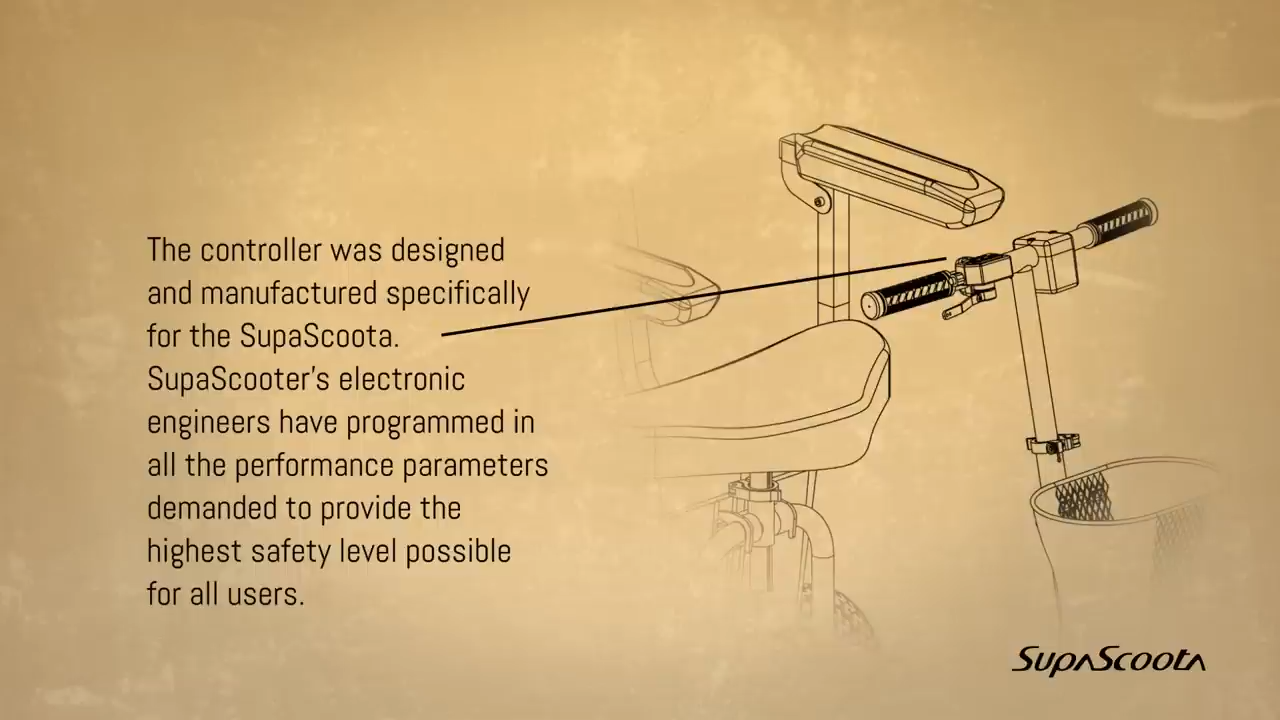 The controller was designed
and manufactured specifically
for the SupaScoota.
SupaScooter's electronic
engineers have programmed in
all the performance parameters
demanded to provide the
highest safety level possible
for all users.
SupaScoota